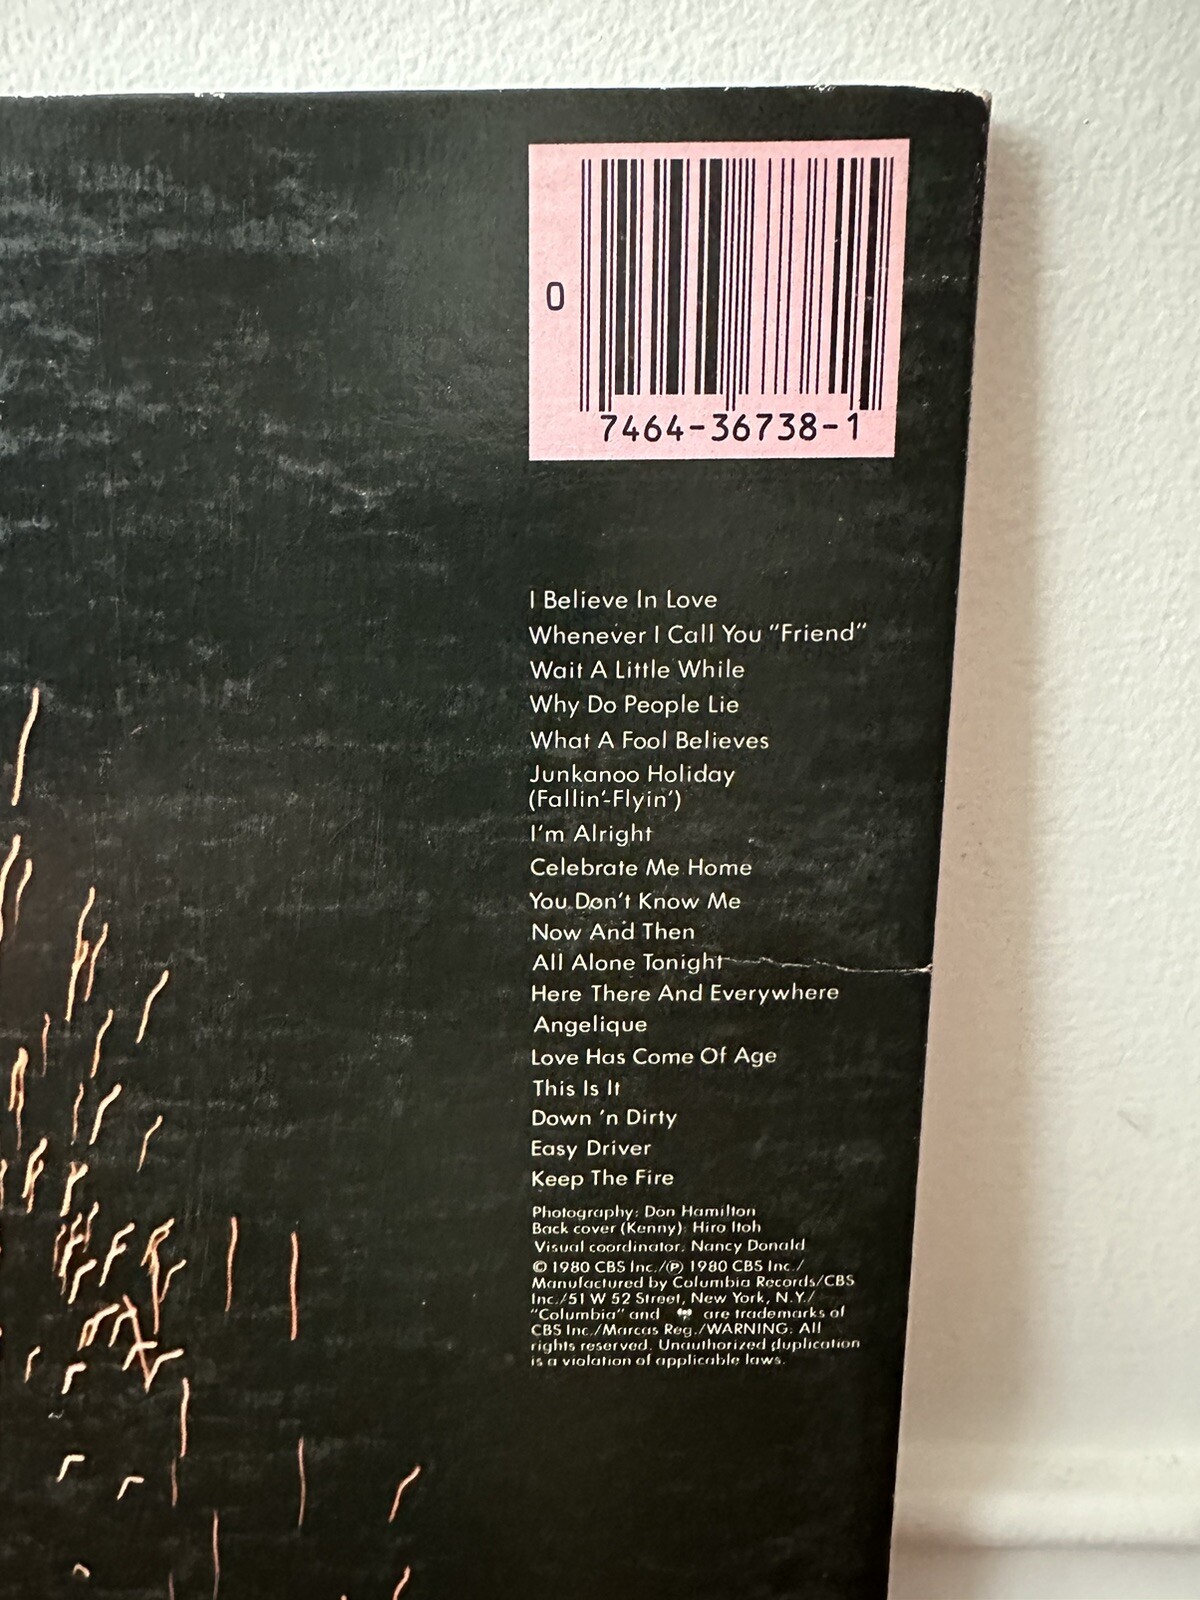 0
7464-36738-1
I Believe In Love
Whenever I Call You "Friend"
Wait A Little While
Why Do People Lie
What A Fool Believes
Junkanoo Holiday
(Fallin'-Flyin')
I'm Alright
Celebrate Me Home
You Don't Know Me
Now And Then
All Alone Tonight
Here There And Everywhere
Angelique
Love Has Come Of Age
This Is It
Down 'n Dirty
Easy Driver
Keep The Fire
Photography: Don Hamilton
Back cover (Kenny): Hiro Itoh
Visual coordinator: Nancy Donald
© 1980 CBS Inc./℗ 1980 CBS Inc./
Manufactured by Columbia Records/CBS
Inc./51 W 52 Street, New York, N.Y./
"Columbia" and are trademarks of
CBS Inc./Marcas Reg./WARNING: All
rights reserved. Unauthorized duplication
is a violation of applicable laws.